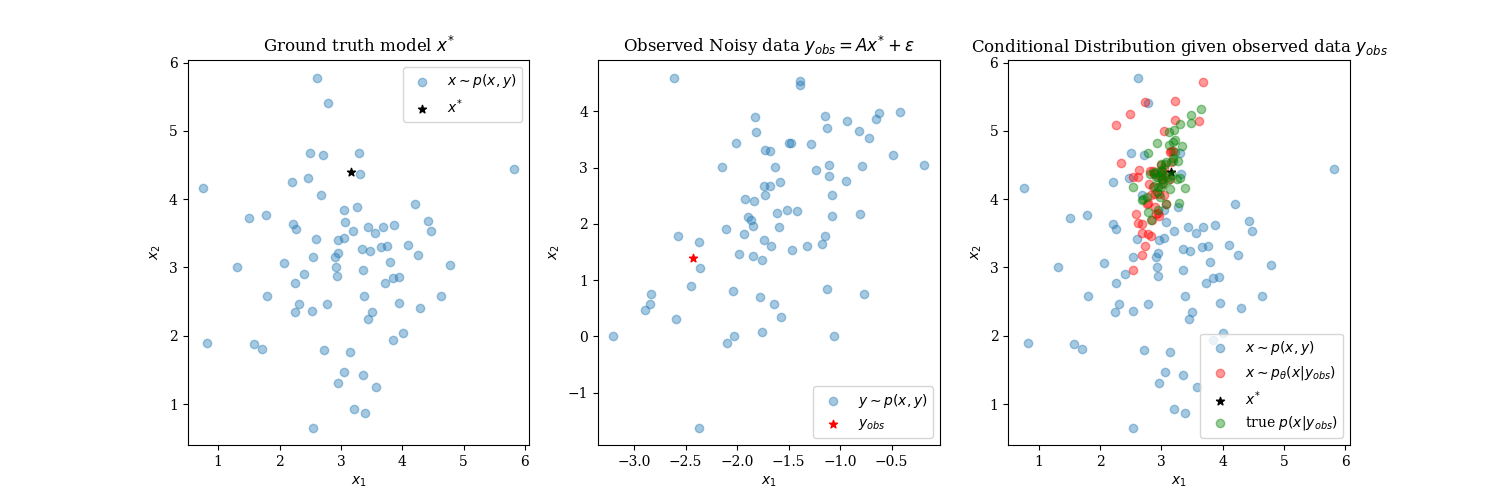 Ground truth model x*
x ~ p(x, y)
x*
6
5
4
3
2
1
x₂
1 2 3 4 5 6
x₁
Observed Noisy data y_obs = Ax* + ε
4
3
2
1
0
−1
x₂
y ~ p(x, y)
y_obs
−3.0 −2.5 −2.0 −1.5 −1.0 −0.5
x₁
Conditional Distribution given observed data y_obs
6
5
4
3
2
1
x₂
x ~ p(x, y)
x ~ p_θ(x|y_obs)
x*
true p(x|y_obs)
1 2 3 4 5 6
x₁